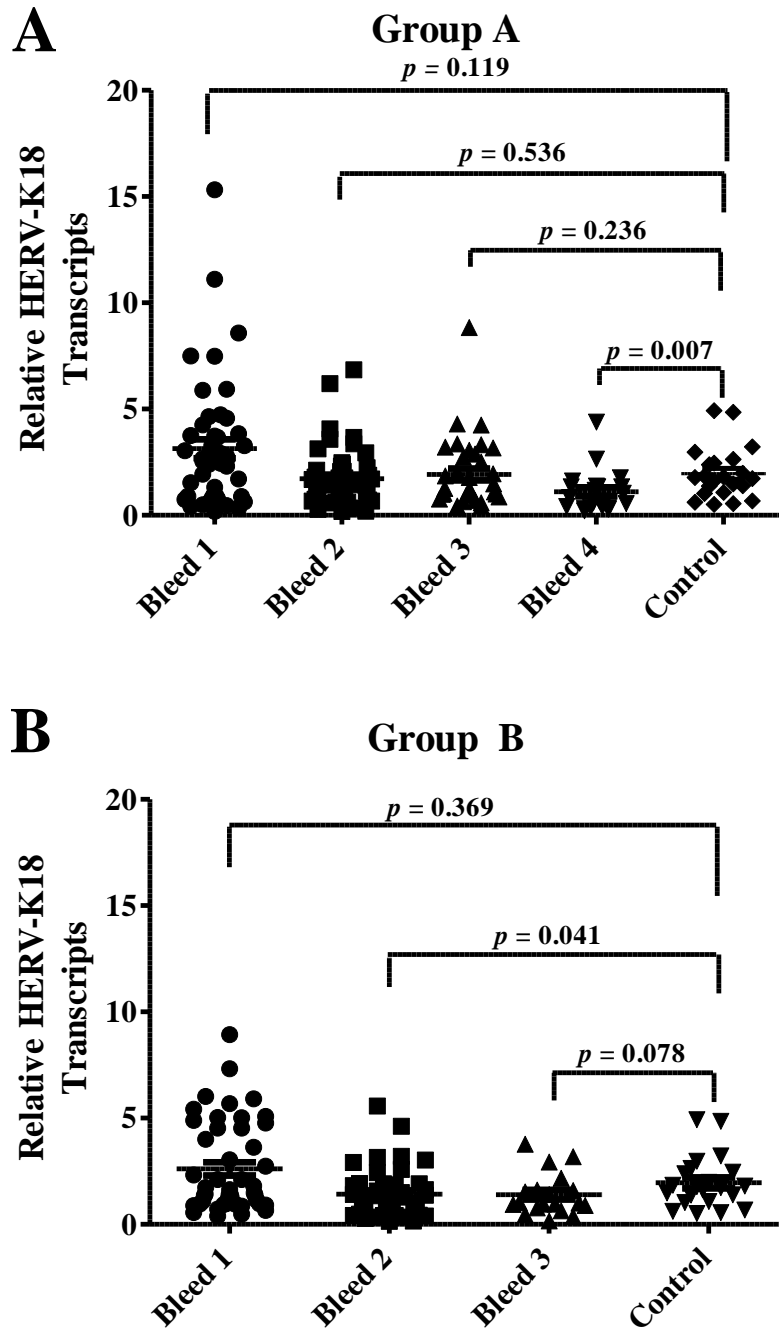 A
Group A
p = 0.119
20
p = 0.536
15
p = 0.236
10
p = 0.007
5
0
Relative HERV-K18
Transcripts
Bleed 1
Bleed 2
Bleed 3
Bleed 4
Control
B
Group B
20
p = 0.369
15
p = 0.041
10
p = 0.078
5
0
Relative HERV-K18
Transcripts
Bleed 1
Bleed 2
Bleed 3
Control